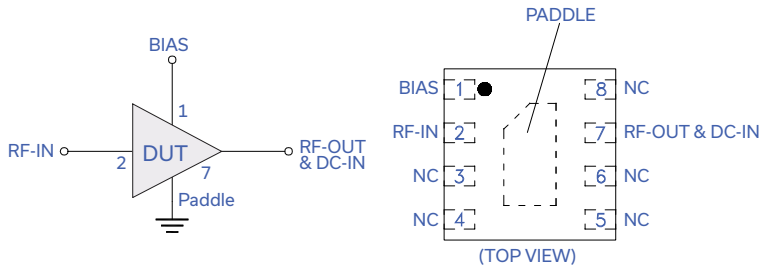 BIAS
1
RF-IN
2
DUT
7
RF-OUT
& DC-IN
Paddle
PADDLE
BIAS 1
8 NC
RF-IN 2
7 RF-OUT & DC-IN
NC 3
6 NC
NC 4
5 NC
(TOP VIEW)